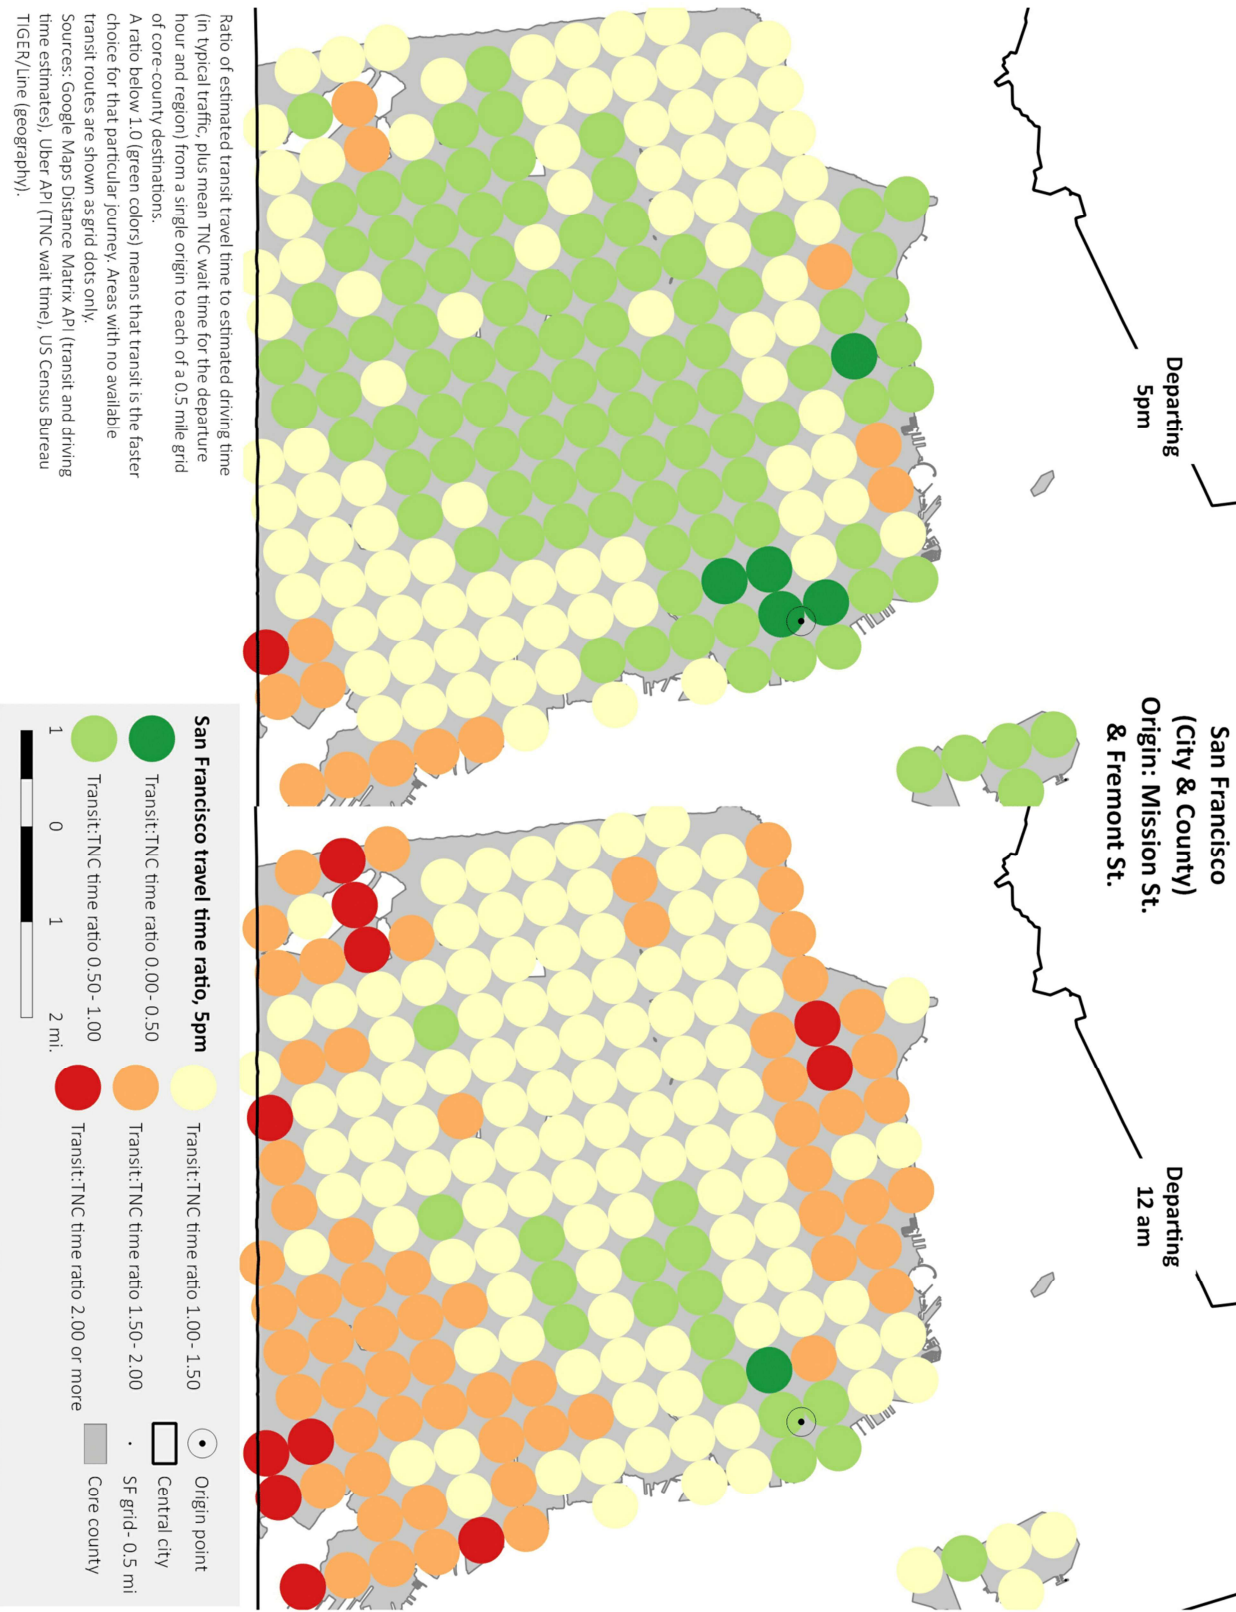 San Francisco
(City & County)
Origin: Mission St.
& Fremont St.
Departing
5pm
Departing
12 am
Ratio of estimated transit travel time to estimated driving time
(in typical traffic, plus mean TNC wait time for the departure
hour and region) from a single origin to each of a 0.5 mile grid
of core-county destinations.
A ratio below 1.0 (green colors) means that transit is the faster
choice for that particular journey. Areas with no available
transit routes are shown as grid dots only.
Sources: Google Maps Distance Matrix API (transit and driving
time estimates), Uber API (TNC wait time), US Census Bureau
TIGER/Line (geography).
San Francisco travel time ratio, 5pm
Transit:TNC time ratio 0.00 - 0.50
Transit:TNC time ratio 0.50 - 1.00
Transit:TNC time ratio 1.00 - 1.50
Transit:TNC time ratio 1.50 - 2.00
Transit:TNC time ratio 2.00 or more
Origin point
Central city
SF grid - 0.5 mi
Core county
1 0 1 2 mi.